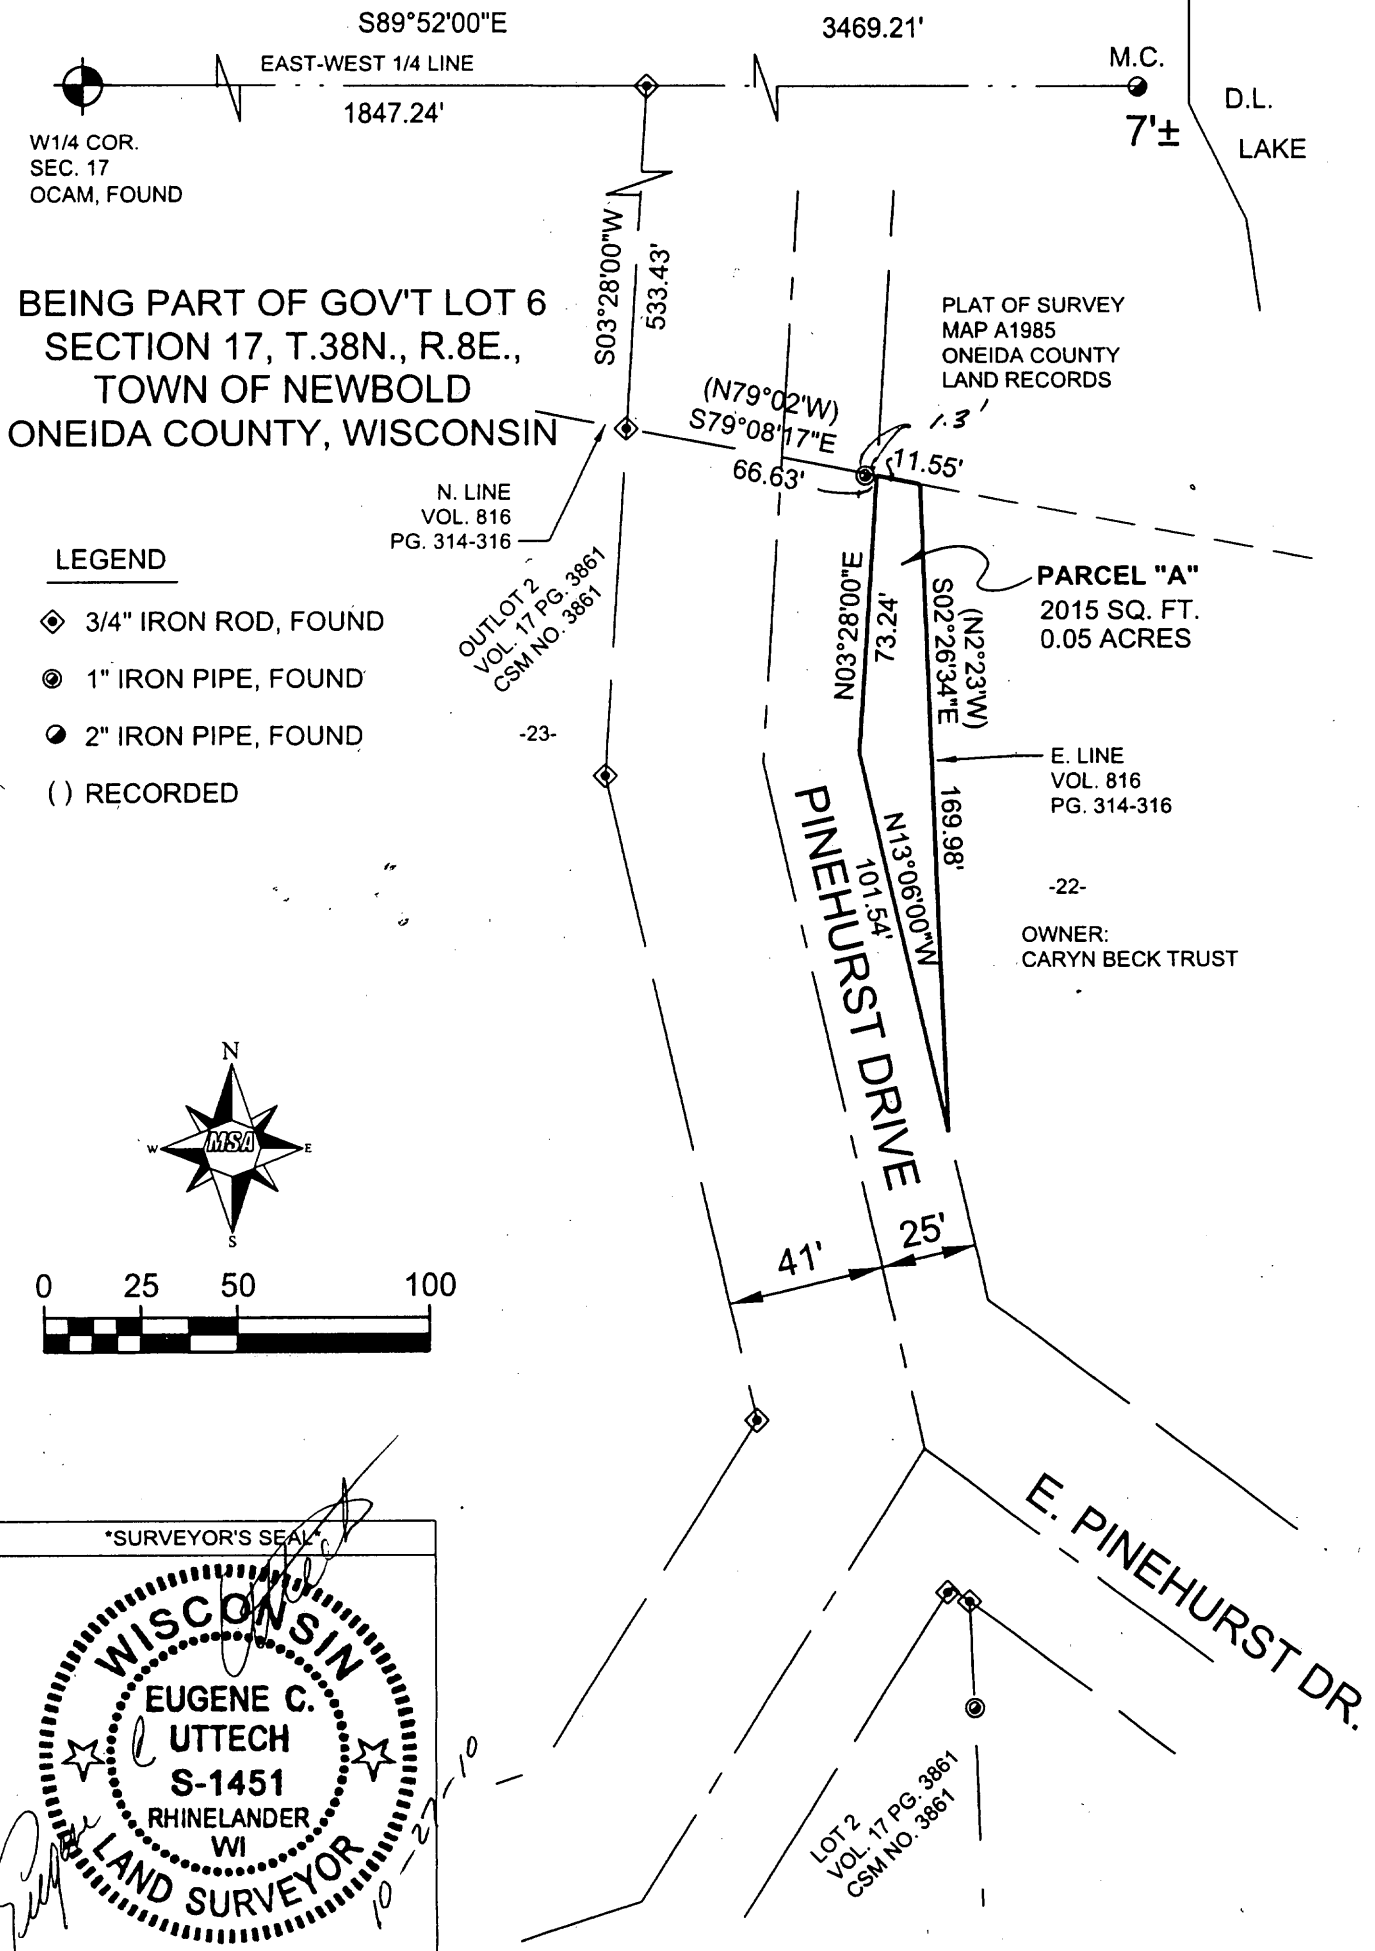 S89°52'00"E
3469.21'
EAST-WEST 1/4 LINE
1847.24'
M.C.
7'±
D.L.
LAKE
W1/4 COR.
SEC. 17
OCAM, FOUND
S03°28'00"W
533.43'
BEING PART OF GOV'T LOT 6
SECTION 17, T.38N., R.8E.,
TOWN OF NEWBOLD
ONEIDA COUNTY, WISCONSIN
PLAT OF SURVEY
MAP A1985
ONEIDA COUNTY
LAND RECORDS
(N79°02'W)
S79°08'17"E
66.63'
1.3'
11.55'
N. LINE
VOL. 816
PG. 314-316
OUTLOT 2
VOL. 17 PG. 3861
CSM NO. 3861
-23-
LEGEND
3/4" IRON ROD, FOUND
1" IRON PIPE, FOUND
2" IRON PIPE, FOUND
( ) RECORDED
N03°28'00"E
73.24'
(N2°23'W)
S02°26'34"E
169.98'
PARCEL "A"
2015 SQ. FT.
0.05 ACRES
E. LINE
VOL. 816
PG. 314-316
N13°06'00"W
101.54'
PINEHURST DRIVE
-22-
OWNER:
CARYN BECK TRUST
N
W
MSA
E
S
0 25 50 100
41'
25'
E. PINEHURST DR.
LOT 2
VOL. 17 PG. 3861
CSM NO. 3861
*SURVEYOR'S SEAL*
WISCONSIN
EUGENE C.
UTTECH
S-1451
RHINELANDER
WI
LAND SURVEYOR
Eugene C Uttech
10-27-10